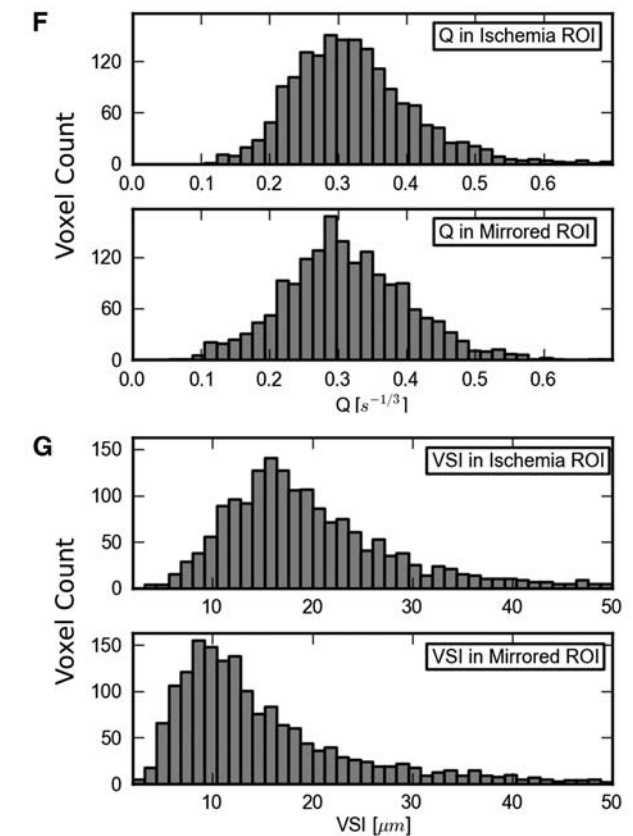 F
Q in Ischemia ROI
Voxel Count
120
60
0
0.0 0.1 0.2 0.3 0.4 0.5 0.6
Q in Mirrored ROI
120
60
0
0.0 0.1 0.2 0.3 0.4 0.5 0.6
Q [s^{-1/3}]
G
VSI in Ischemia ROI
Voxel Count
150
100
50
0
10 20 30 40 50
VSI in Mirrored ROI
150
100
50
0
10 20 30 40 50
VSI [μm]